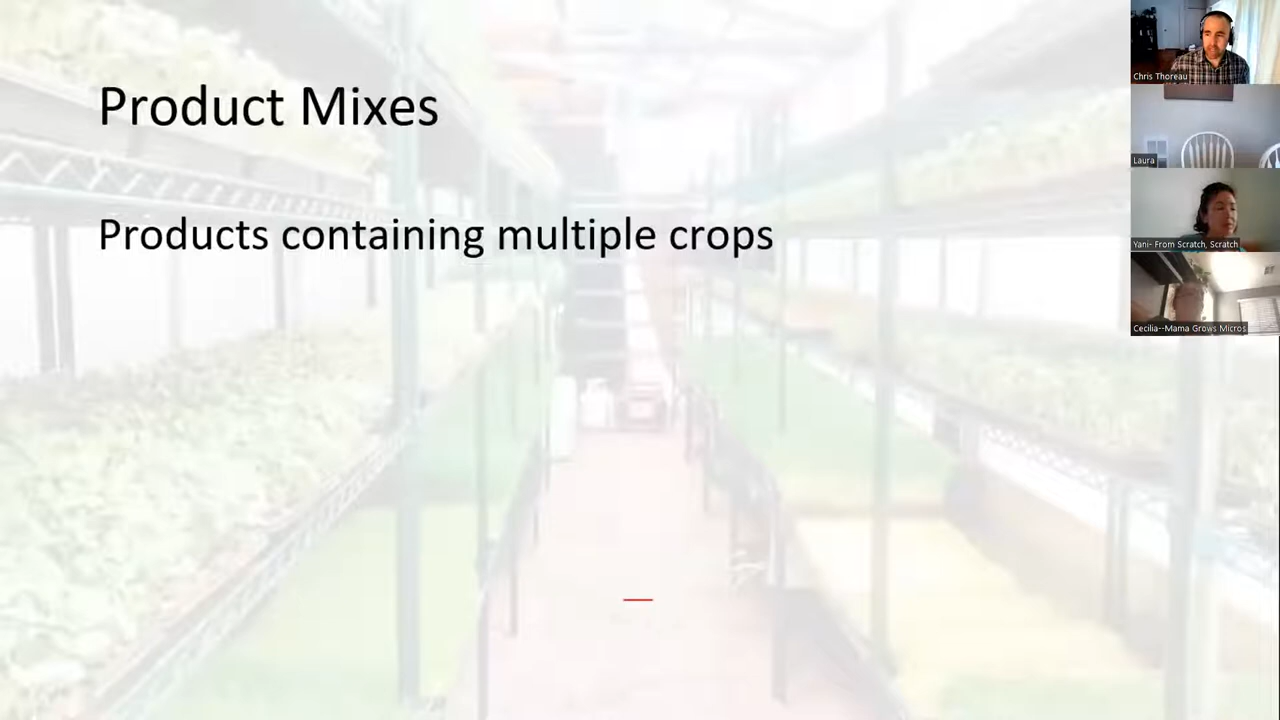 Product Mixes
Products containing multiple crops
Chris Thoreau
Laura
Yani- From Scratch, Scratch
Cecilia--Mama Grows Micros